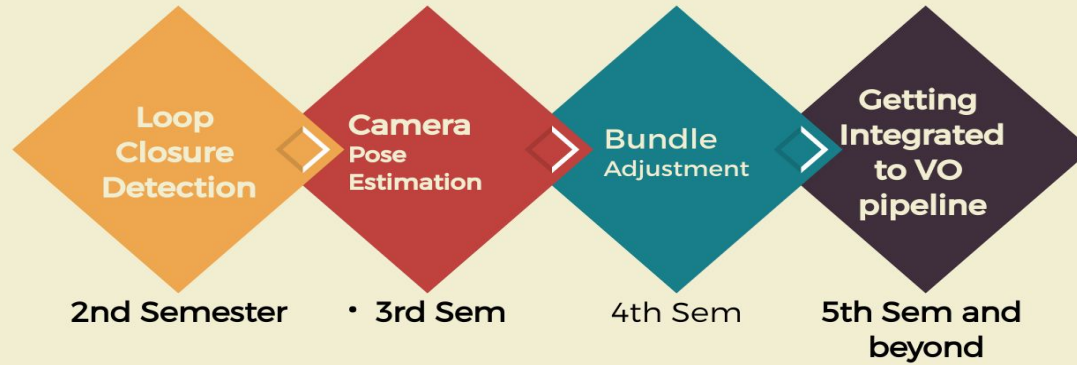 Loop
Closure
Detection
Camera
Pose
Estimation
Bundle
Adjustment
Getting
Integrated
to VO
pipeline
2nd Semester
• 3rd Sem
4th Sem
5th Sem and
beyond